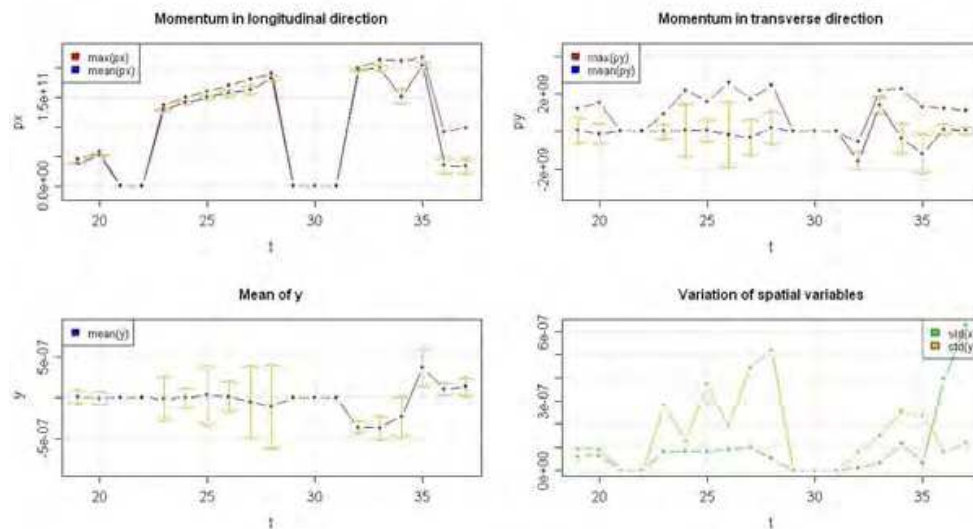 Momentum in longitudinal direction
max(px)
mean(px)
px
0.0e+00
1.5e+11
20 25 30 35
t
Momentum in transverse direction
max(py)
mean(py)
py
-2e+09
2e+09
20 25 30 35
t
Mean of y
mean(y)
y
5e-07
20 25 30 35
t
Variation of spatial variables
std(x
std(y
0e+00
3e-07
6e-07
20 25 30 35
t